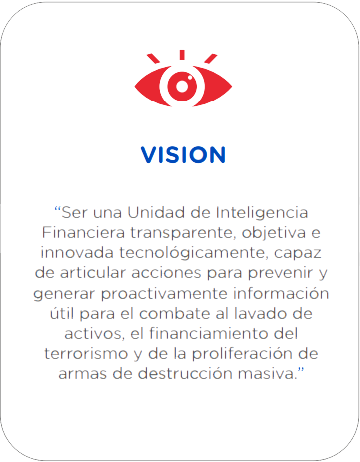 VISION
“Ser una Unidad de Inteligencia
Financiera transparente, objetiva e
innovada tecnológicamente, capaz
de articular acciones para prevenir y
generar proactivamente información
útil para el combate al lavado de
activos, el financiamiento del
terrorismo y de la proliferación de
armas de destrucción masiva.”